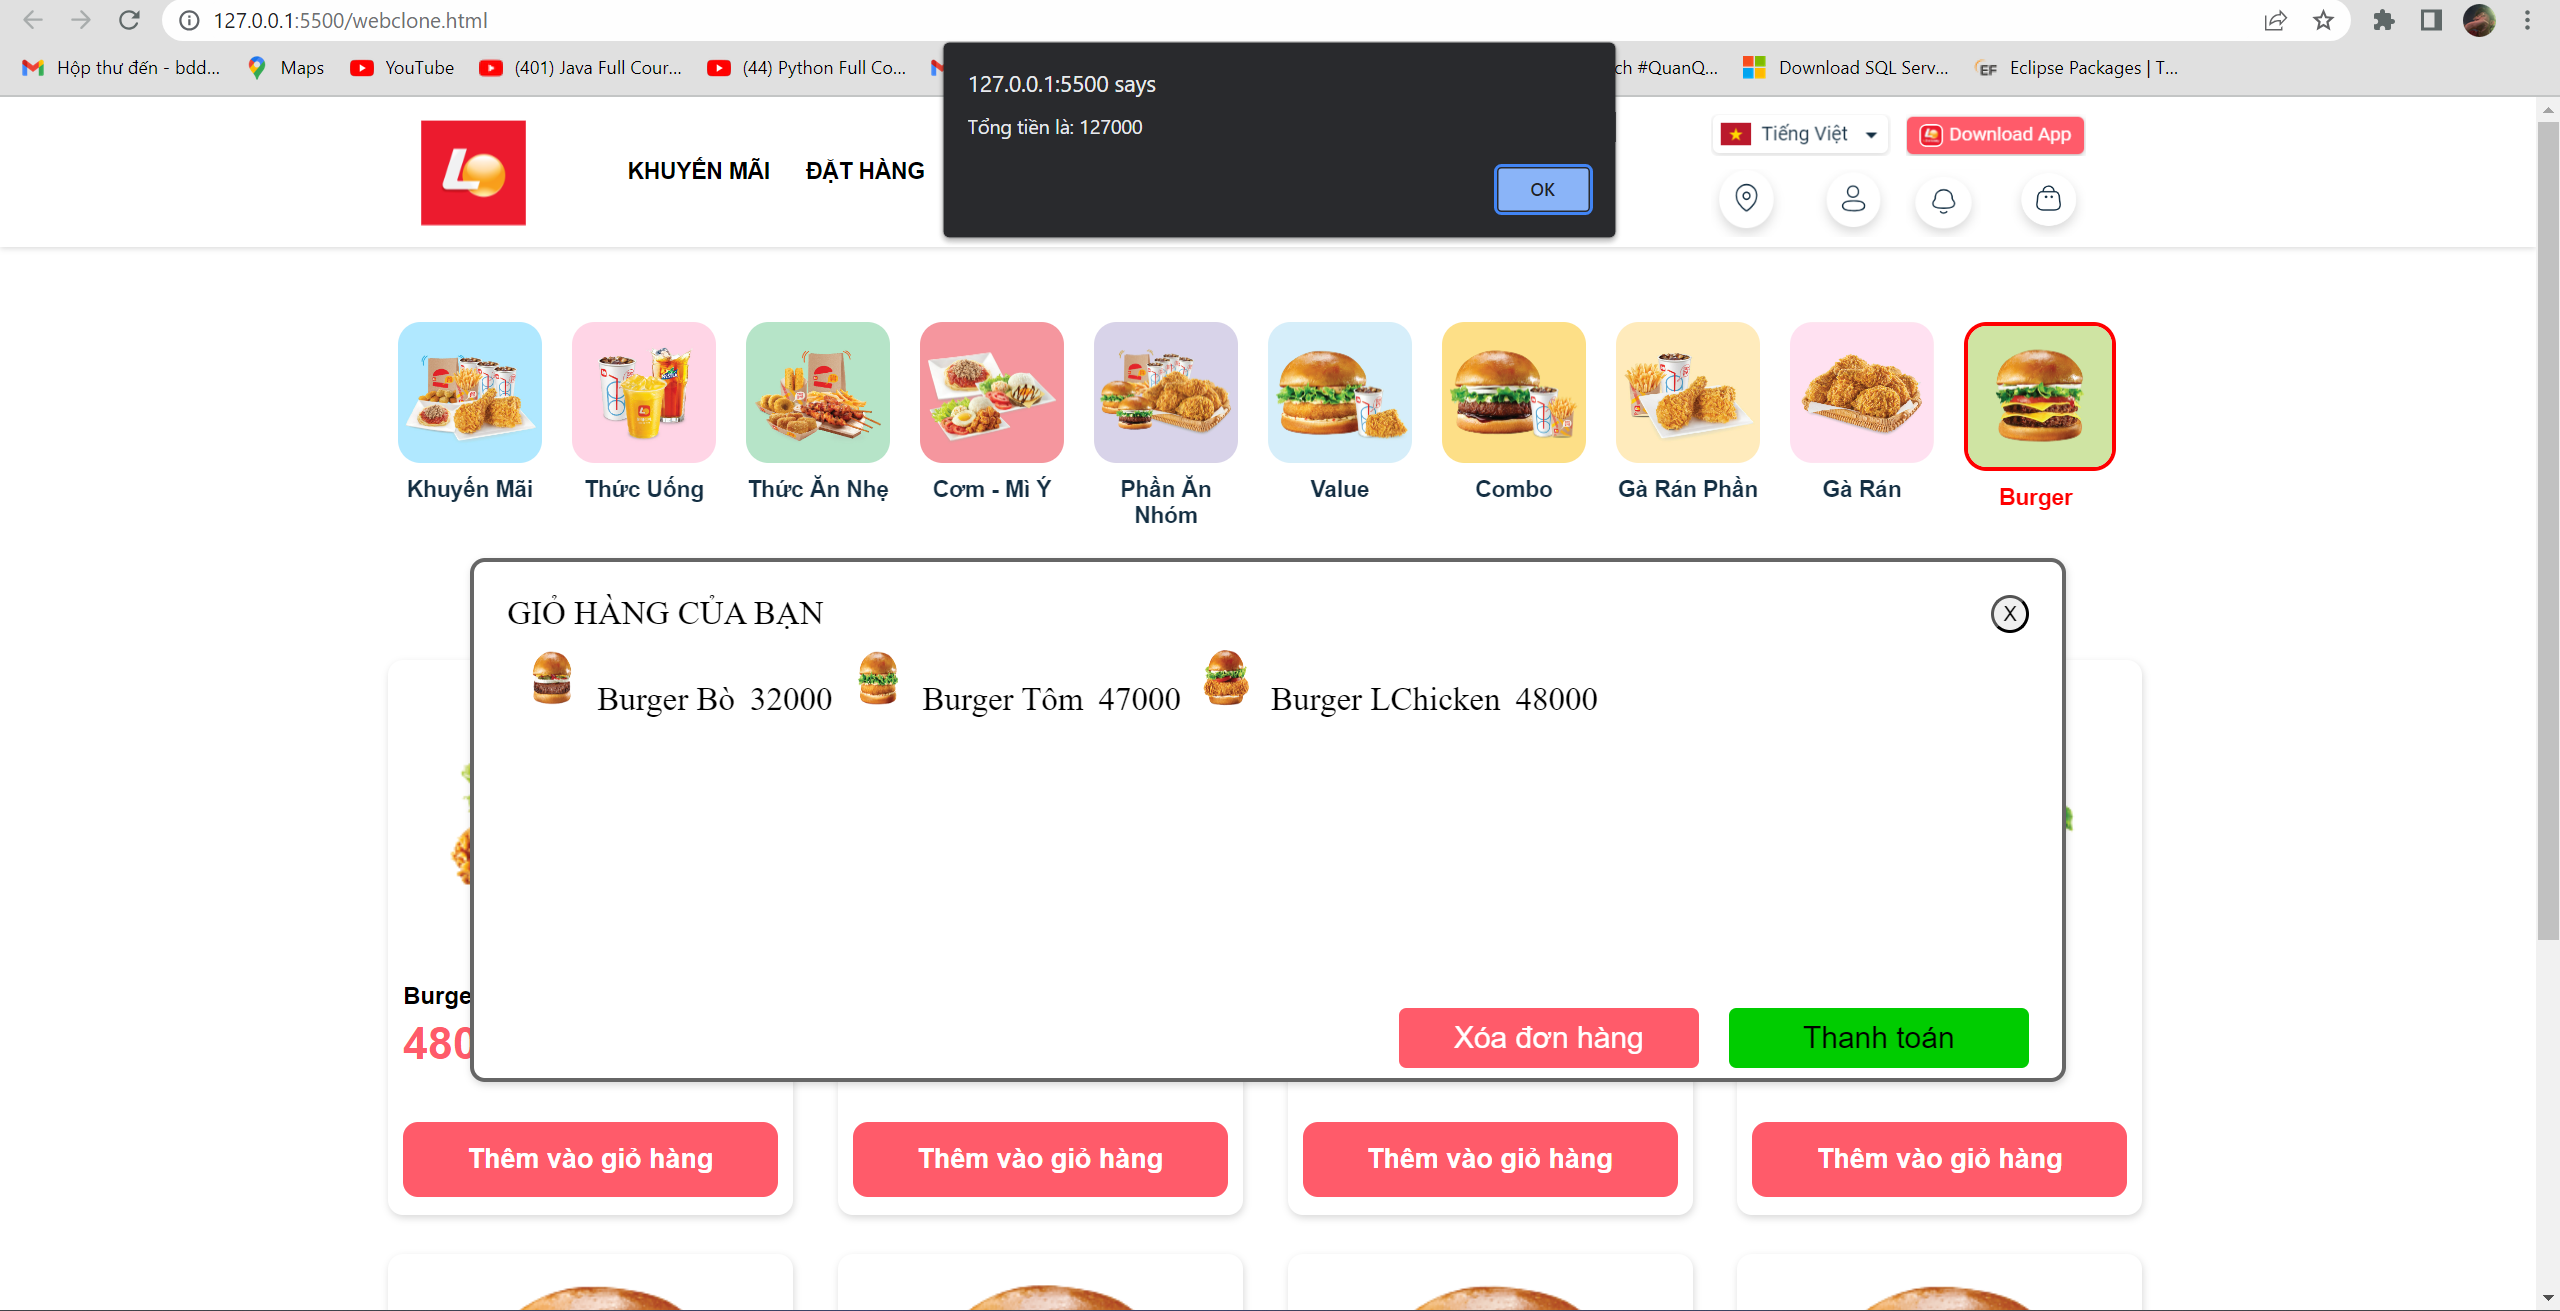 127.0.0.1:5500/webclone.html
Hộp thư đến - bdd...
Maps
YouTube
(401) Java Full Cour...
(44) Python Full Co...
ch #QuanQ...
Download SQL Serv...
Eclipse Packages | T...
127.0.0.1:5500 says
Tổng tiền là: 127000
OK
KHUYẾN MÃI
ĐẶT HÀNG
Tiếng Việt
Download App
Khuyến Mãi
Thức Uống
Thức Ăn Nhẹ
Cơm - Mì Ý
Phần Ăn
Nhóm
Value
Combo
Gà Rán Phần
Gà Rán
Burger
GIỎ HÀNG CỦA BẠN
X
Burger Bò 32000
Burger Tôm 47000
Burger LChicken 48000
Burge
480
Xóa đơn hàng
Thanh toán
Thêm vào giỏ hàng
Thêm vào giỏ hàng
Thêm vào giỏ hàng
Thêm vào giỏ hàng